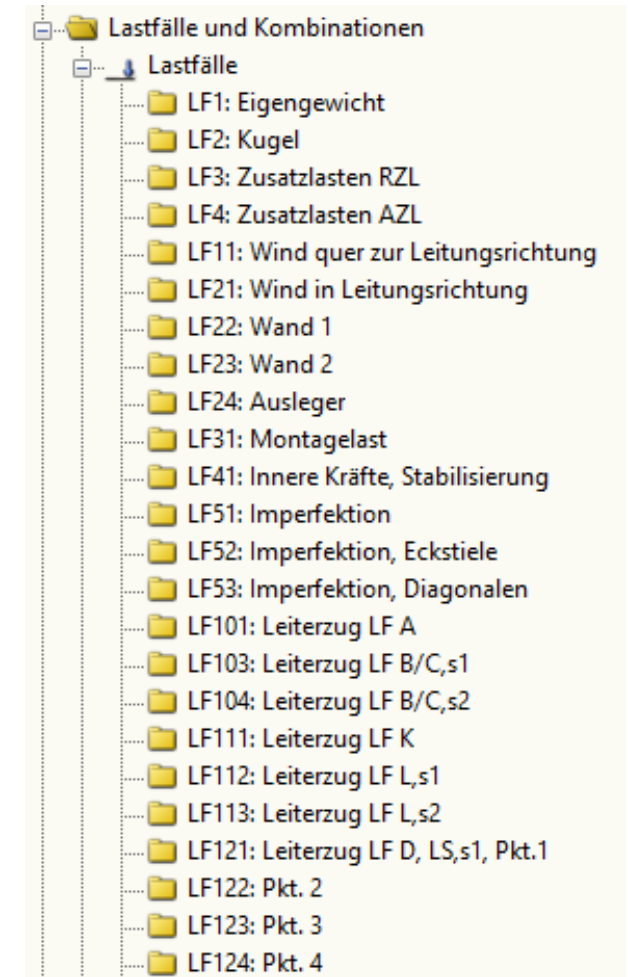 Lastfälle und Kombinationen
Lastfälle
LF1: Eigengewicht
LF2: Kugel
LF3: Zusatzlasten RZL
LF4: Zusatzlasten AZL
LF11: Wind quer zur Leitungsrichtung
LF21: Wind in Leitungsrichtung
LF22: Wand 1
LF23: Wand 2
LF24: Ausleger
LF31: Montagelast
LF41: Innere Kräfte, Stabilisierung
LF51: Imperfektion
LF52: Imperfektion, Eckstiele
LF53: Imperfektion, Diagonalen
LF101: Leiterzug LF A
LF103: Leiterzug LF B/C,s1
LF104: Leiterzug LF B/C,s2
LF111: Leiterzug LF K
LF112: Leiterzug LF L,s1
LF113: Leiterzug LF L,s2
LF121: Leiterzug LF D, LS,s1, Pkt.1
LF122: Pkt. 2
LF123: Pkt. 3
LF124: Pkt. 4